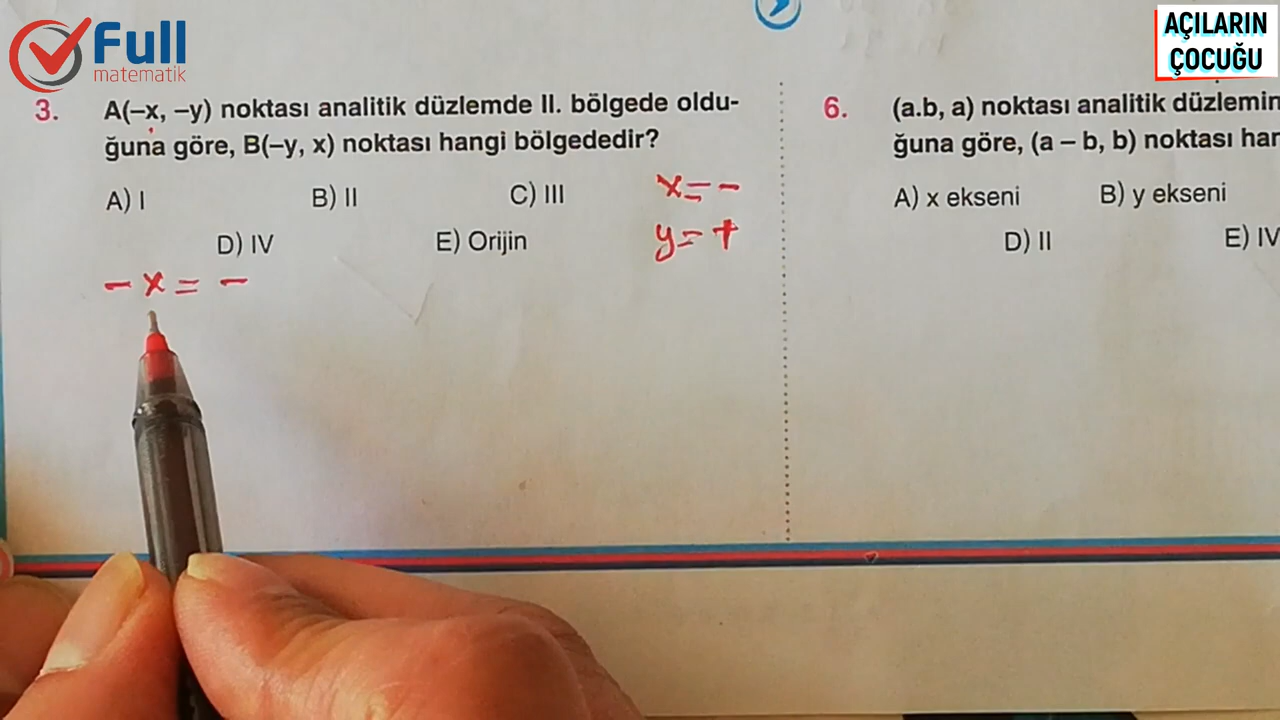 Full
matematik
AÇILARIN
ÇOCUĞU
3. A(–x, –y) noktası analitik düzlemde II. bölgede oldu-
ğuna göre, B(–y, x) noktası hangi bölgededir?
A) I B) II C) III
D) IV E) Orijin
x = –
y = +
– x = –
6. (a.b, a) noktası analitik düzlemin
ğuna göre, (a – b, b) noktası har
A) x ekseni B) y ekseni
D) II E) IV